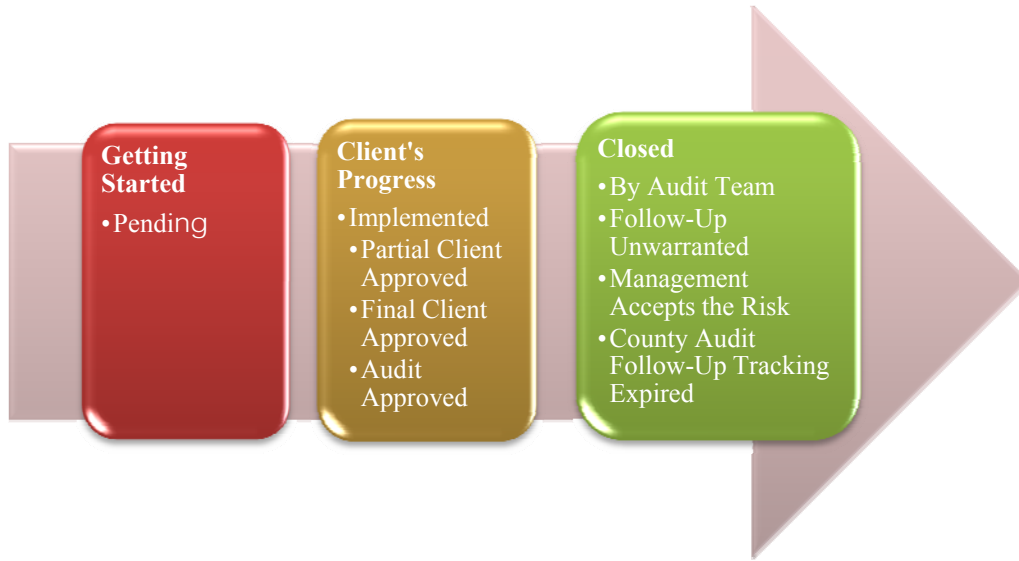 Getting
Started
•Pending
Client's
Progress
•Implemented
•Partial Client
Approved
•Final Client
Approved
•Audit
Approved
Closed
•By Audit Team
•Follow-Up
Unwarranted
•Management
Accepts the Risk
•County Audit
Follow-Up Tracking
Expired